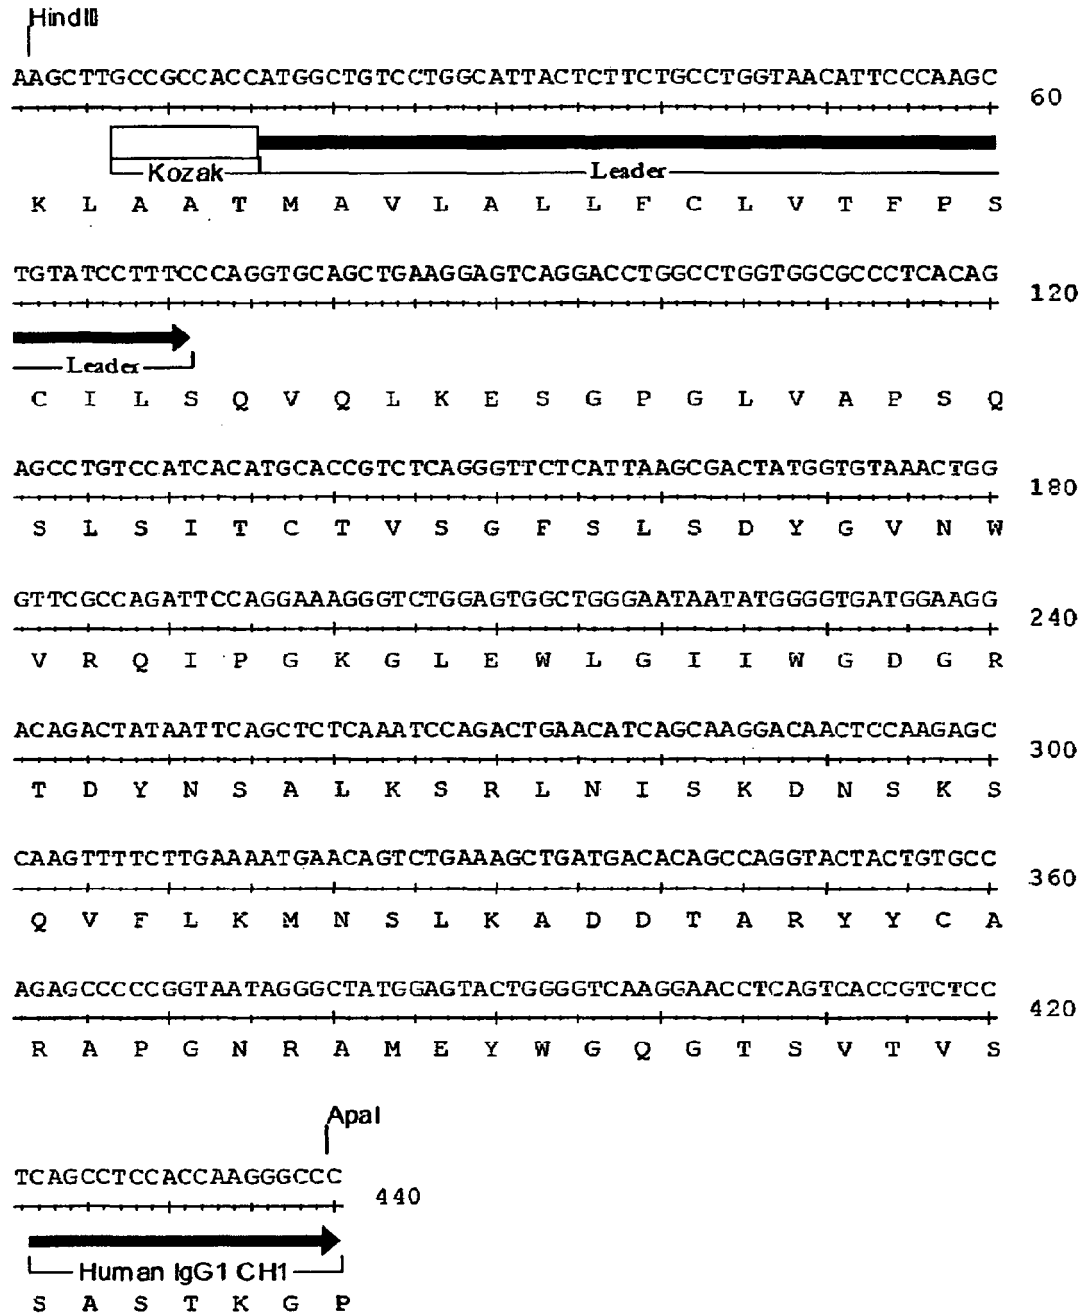 HindIII
AAGCTTGCCGCCACCATGGCTGTCCTGGCATTACTCTTCTGCCTGGTAACATTCCCAAGC 60
Kozak Leader
K L A A T M A V L A L L F C L V T F P S
TGTATCCTTTCCCAGGTGCAGCTGAAGGAGTCAGGACCTGGCCTGGTGGCGCCCTCACAG 120
Leader
C I L S Q V Q L K E S G P G L V A P S Q
AGCCTGTCCATCACATGCACCGTCTCAGGGTTCTCATTAAGCGACTATGGTGTAAACTGG 180
S L S I T C T V S G F S L S D Y G V N W
GTTCGCCAGATTCCAGGAAAGGGTCTGGAGTGGCTGGGAATAATATGGGGTGATGGAAGG 240
V R Q I P G K G L E W L G I I W G D G R
ACAGACTATAATTCAGCTCTCAAATCCAGACTGAACATCAGCAAGGACAACTCCAAGAGC 300
T D Y N S A L K S R L N I S K D N S K S
CAAGTTTTCTTGAAAATGAACAGTCTGAAAGCTGATGACACAGCCAGGTACTACTGTGCC 360
Q V F L K M N S L K A D D T A R Y Y C A
AGAGCCCCCGGTAATAGGGCTATGGAGTACTGGGGTCAAGGAACCTCAGTCACCGTCTCC 420
R A P G N R A M E Y W G Q G T S V T V S
ApaI
TCAGCCTCCACCAAGGGCCC 440
Human IgG1 CH1
S A S T K G P